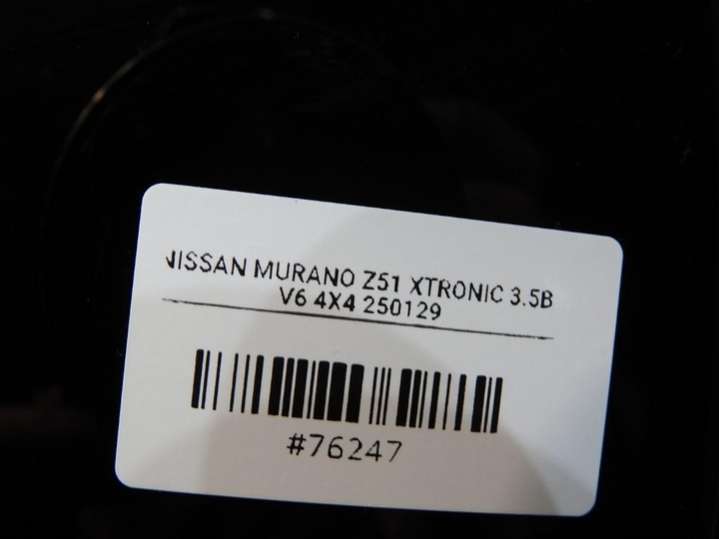 NISSAN MURANO Z51 XTRONIC 3.5B
V6 4X4 250129
#76247